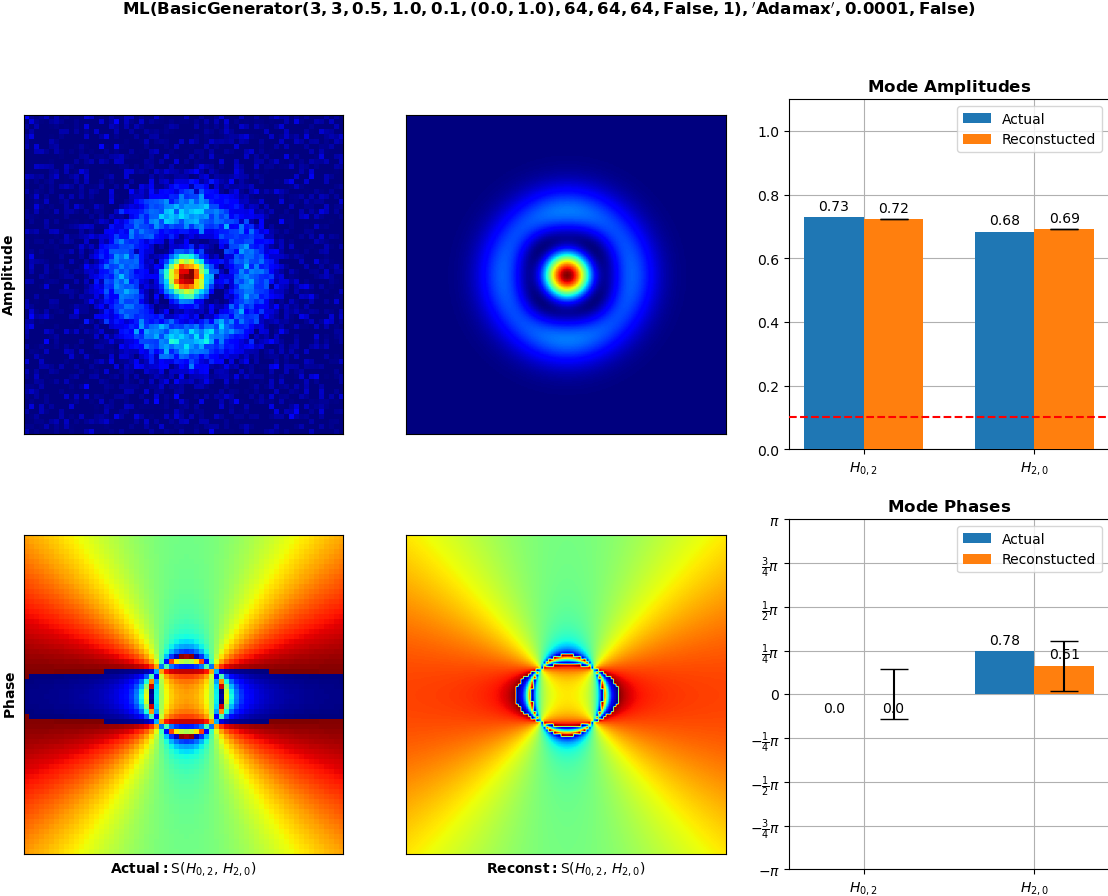 ML(BasicGenerator(3, 3, 0.5, 1.0, 0.1, (0.0, 1.0), 64, 64, 64, False, 1), 'Adamax', 0.0001, False)
Mode Amplitudes
Actual
Reconstucted
1.0
0.8
0.6
0.4
0.2
0.0
0.73
0.72
0.68
0.69
H0, 2
H2, 0
Amplitude
Mode Phases
Actual
Reconstucted
π
3/4π
1/2π
1/4π
0
−1/4π
−1/2π
−3/4π
−π
0.0
0.0
0.78
0.51
H0, 2
H2, 0
Phase
Actual: S(H0, 2, H2, 0)
Reconst: S(H0, 2, H2, 0)